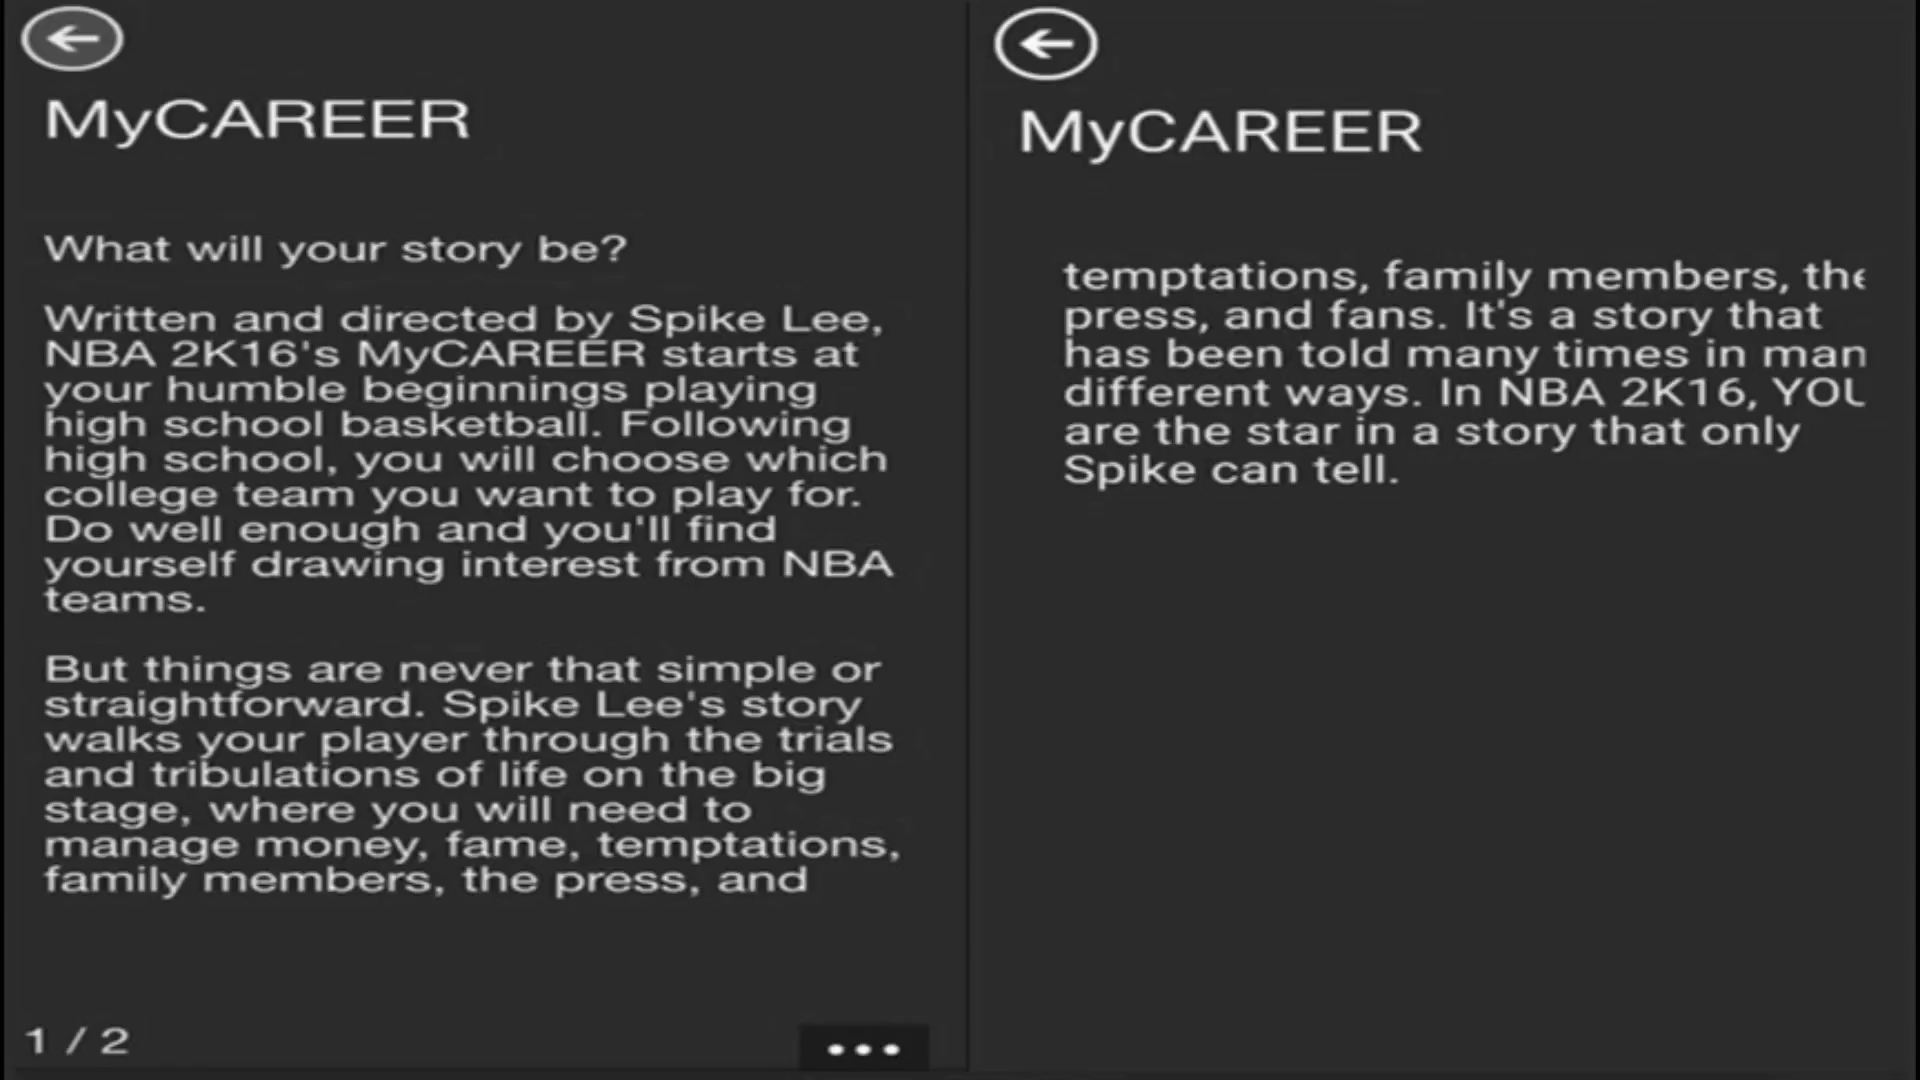 MyCAREER
What will your story be?
Written and directed by Spike Lee,
NBA 2K16's MyCAREER starts at
your humble beginnings playing
high school basketball. Following
high school, you will choose which
college team you want to play for.
Do well enough and you'll find
yourself drawing interest from NBA
teams.
But things are never that simple or
straightforward. Spike Lee's story
walks your player through the trials
and tribulations of life on the big
stage, where you will need to
manage money, fame, temptations,
family members, the press, and
1 / 2
MyCAREER
temptations, family members, the
press, and fans. It's a story that
has been told many times in man
different ways. In NBA 2K16, YOU
are the star in a story that only
Spike can tell.